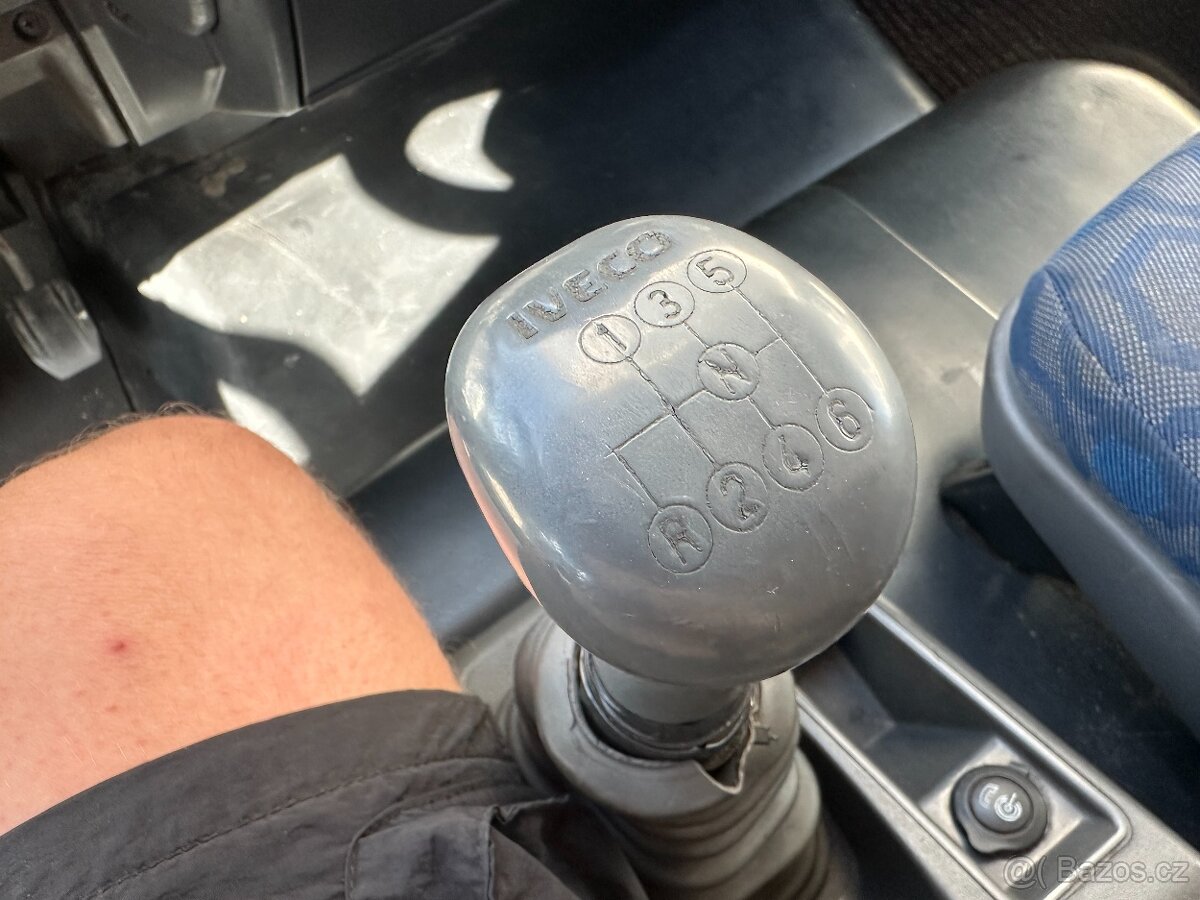 IVECO
1 3 5
N
R 2 4 6
@( Bazos.cz